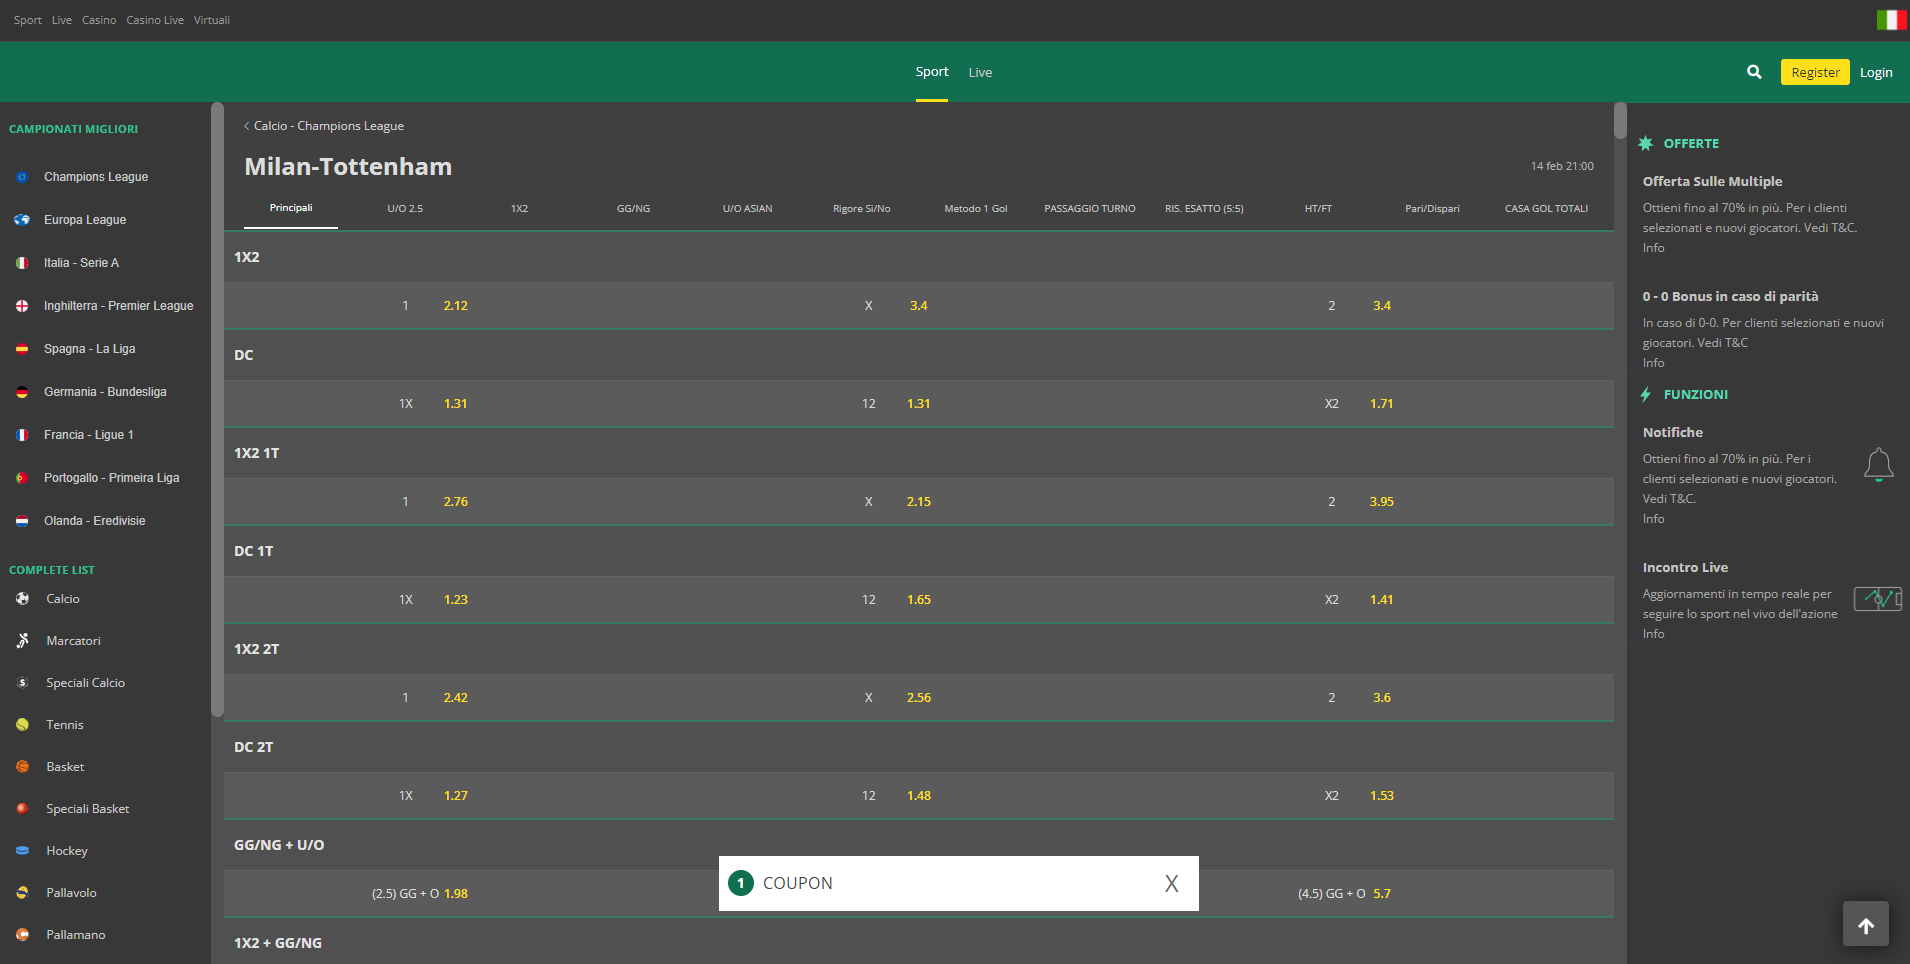 Sport Live Casino Casino Live Virtuali
Sport Live
Register Login
CAMPIONATI MIGLIORI
Champions League
Europa League
Italia - Serie A
Inghilterra - Premier League
Spagna - La Liga
Germania - Bundesliga
Francia - Ligue 1
Portogallo - Primeira Liga
Olanda - Eredivisie
COMPLETE LIST
Calcio
Marcatori
Speciali Calcio
Tennis
Basket
Speciali Basket
Hockey
Pallavolo
Pallamano
< Calcio - Champions League
Milan-Tottenham
14 feb 21:00
Principali U/O 2.5 1X2 GG/NG U/O ASIAN Rigore Si/No Metodo 1 Gol PASSAGGIO TURNO RIS. ESATTO (5:5) HT/FT Pari/Dispari CASA GOL TOTALI
1X2
1 2.12 X 3.4 2 3.4
DC
1X 1.31 12 1.31 X2 1.71
1X2 1T
1 2.76 X 2.15 2 3.95
DC 1T
1X 1.23 12 1.65 X2 1.41
1X2 2T
1 2.42 X 2.56 2 3.6
DC 2T
1X 1.27 12 1.48 X2 1.53
GG/NG + U/O
(2.5) GG + O 1.98 (4.5) GG + O 5.7
1X2 + GG/NG
1 COUPON X
OFFERTE
Offerta Sulle Multiple
Ottieni fino al 70% in più. Per i clienti
selezionati e nuovi giocatori. Vedi T&C.
Info
0 - 0 Bonus in caso di parità
In caso di 0-0. Per clienti selezionati e nuovi
giocatori. Vedi T&C
Info
FUNZIONI
Notifiche
Ottieni fino al 70% in più. Per i
clienti selezionati e nuovi giocatori.
Vedi T&C.
Info
Incontro Live
Aggiornamenti in tempo reale per
seguire lo sport nel vivo dell'azione
Info